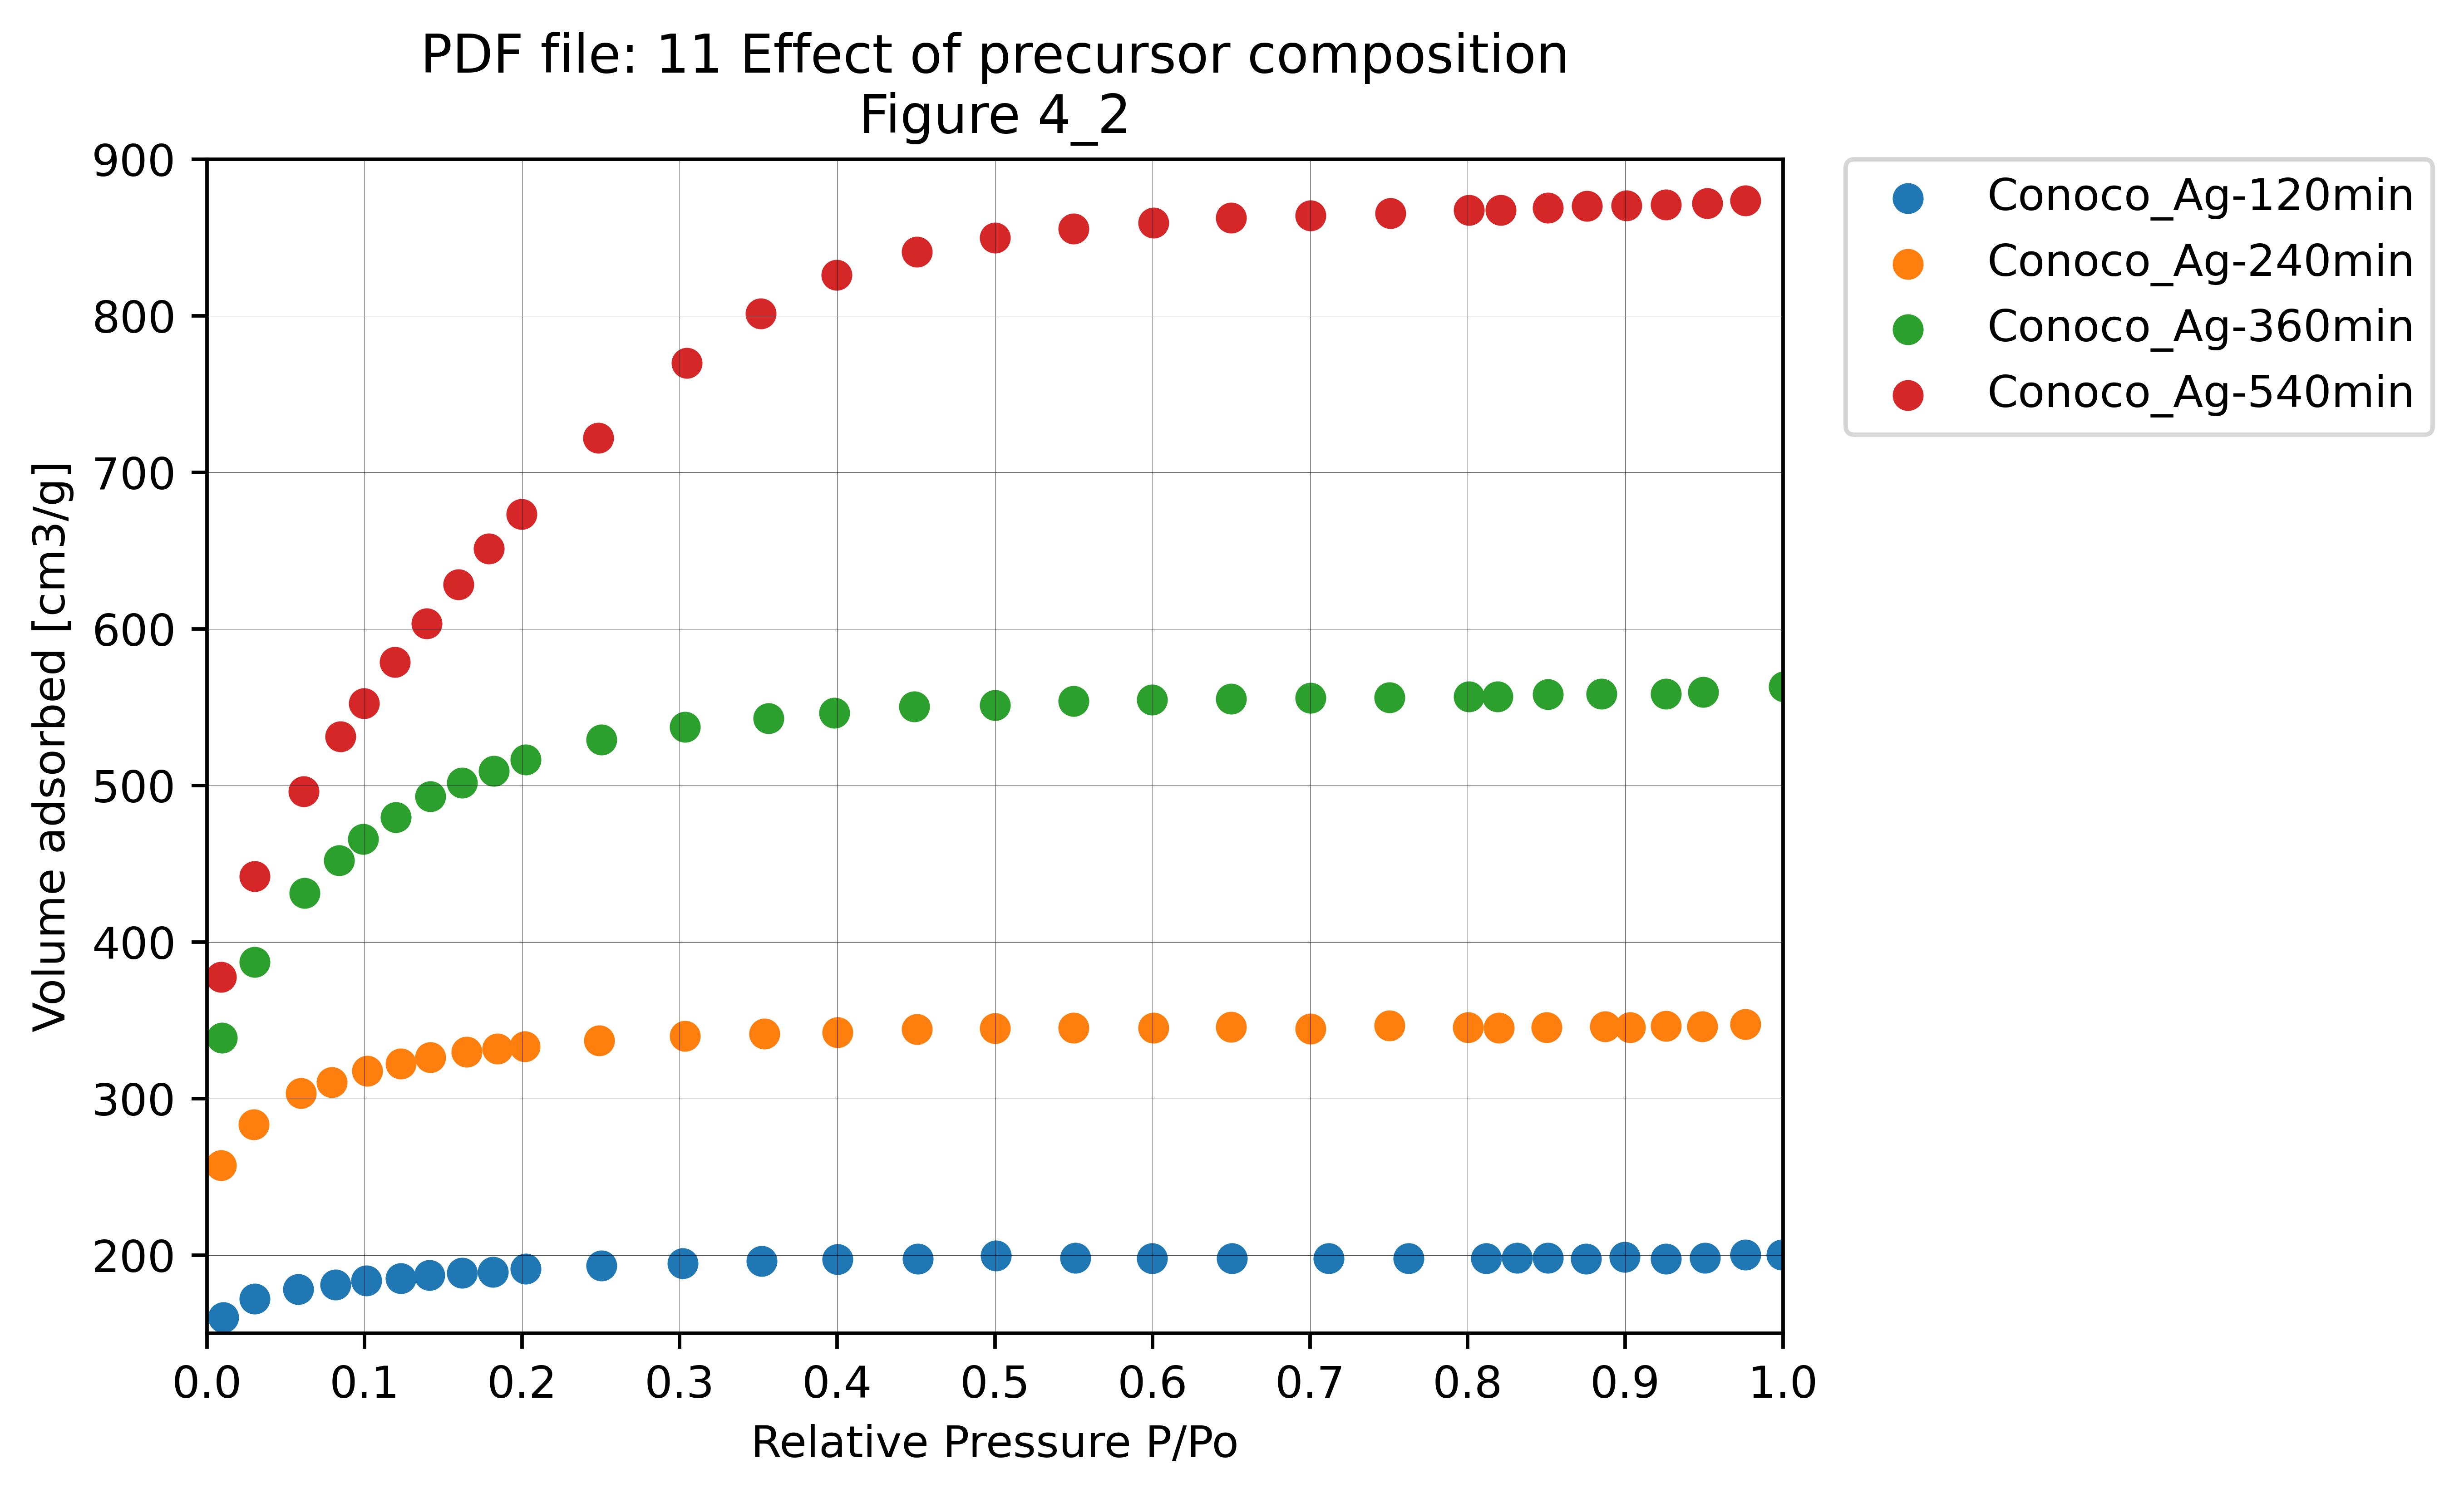 PDF file: 11 Effect of precursor composition
Figure 4_2
900
800
700
600
500
400
300
200
Volume adsorbed [cm3/g]
0.0 0.1 0.2 0.3 0.4 0.5 0.6 0.7 0.8 0.9 1.0
Relative Pressure P/Po
Conoco_Ag-120min
Conoco_Ag-240min
Conoco_Ag-360min
Conoco_Ag-540min